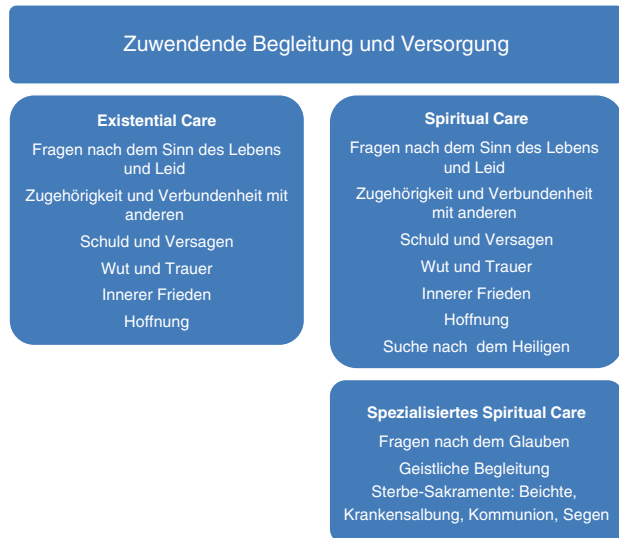 Zuwendende Begleitung und Versorgung
Existential Care
Fragen nach dem Sinn des Lebens
und Leid
Zugehörigkeit und Verbundenheit mit
anderen
Schuld und Versagen
Wut und Trauer
Innerer Frieden
Hoffnung
Spiritual Care
Fragen nach dem Sinn des Lebens
und Leid
Zugehörigkeit und Verbundenheit
mit anderen
Schuld und Versagen
Wut und Trauer
Innerer Frieden
Hoffnung
Suche nach dem Heiligen
Spezialisiertes Spiritual Care
Fragen nach dem Glauben
Geistliche Begleitung
Sterbe-Sakramente: Beichte,
Krankensalbung, Kommunion, Segen